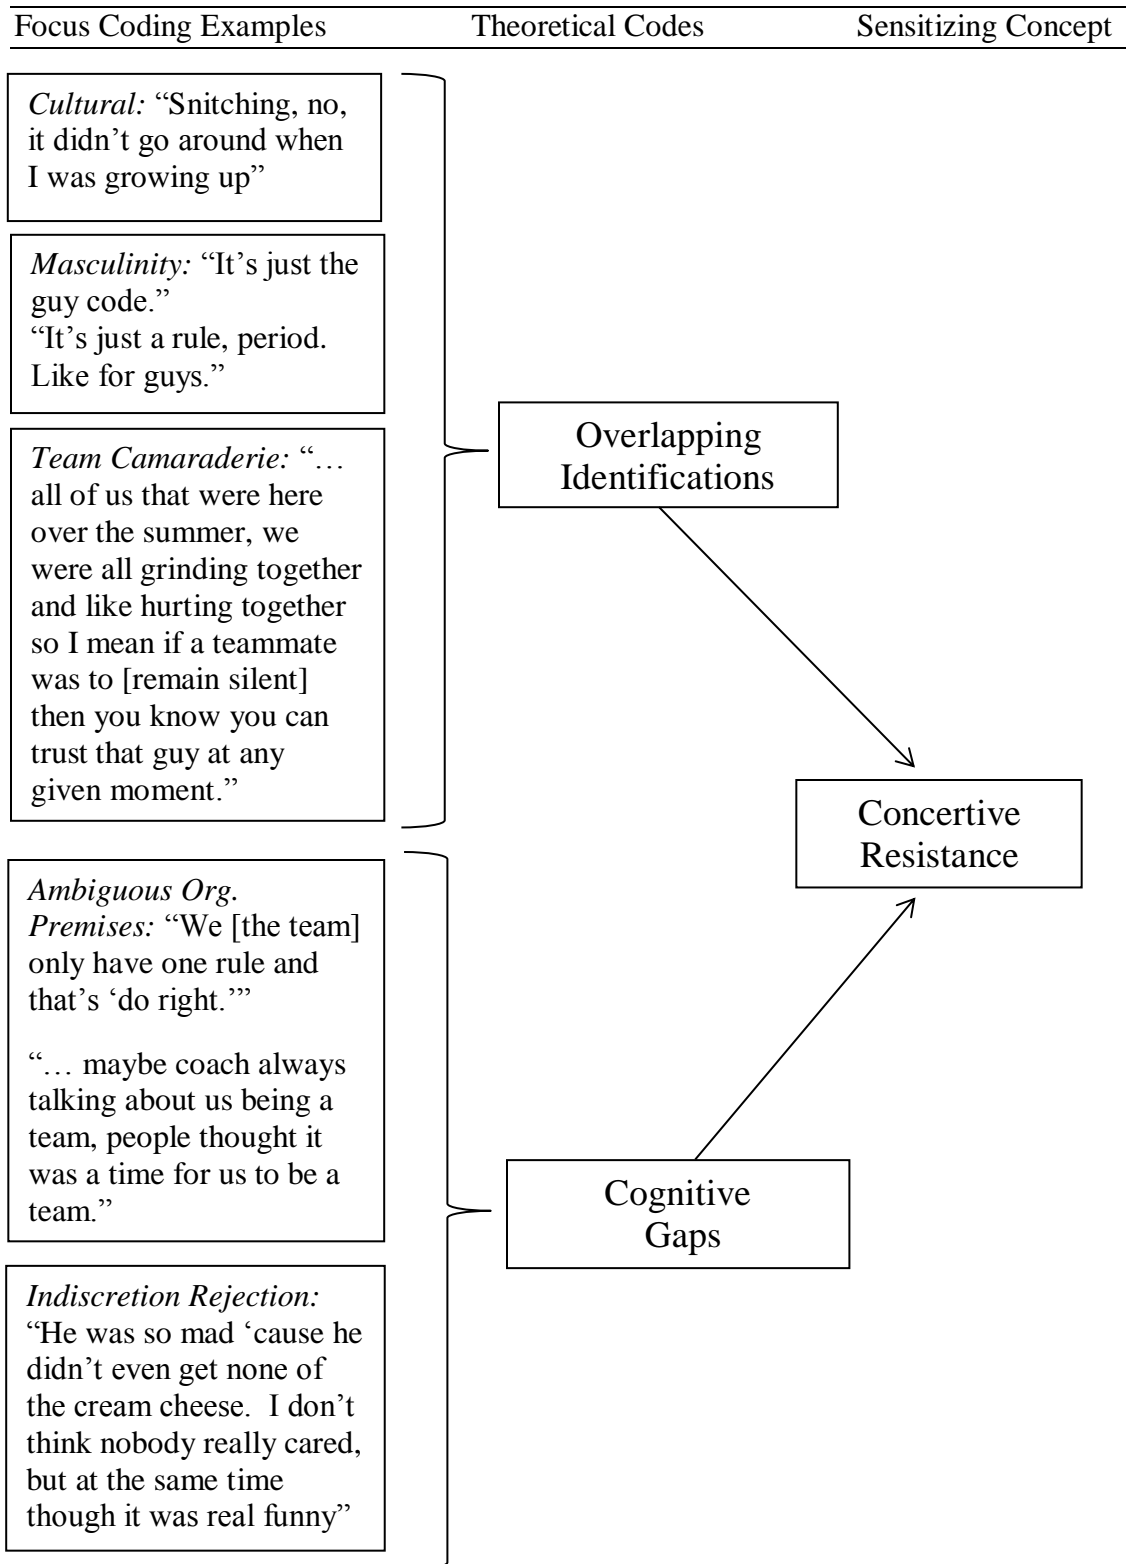 Focus Coding Examples Theoretical Codes Sensitizing Concept
Cultural: “Snitching, no,
it didn’t go around when
I was growing up”
Masculinity: “It’s just the
guy code.”
“It’s just a rule, period.
Like for guys.”
Team Camaraderie: “…
all of us that were here
over the summer, we
were all grinding together
and like hurting together
so I mean if a teammate
was to [remain silent]
then you know you can
trust that guy at any
given moment.”
Overlapping
Identifications
Concertive
Resistance
Ambiguous Org.
Premises: “We [the team]
only have one rule and
that’s ‘do right.’”
“… maybe coach always
talking about us being a
team, people thought it
was a time for us to be a
team.”
Cognitive
Gaps
Indiscretion Rejection:
“He was so mad ‘cause he
didn’t even get none of
the cream cheese.  I don’t
think nobody really cared,
but at the same time
though it was real funny”